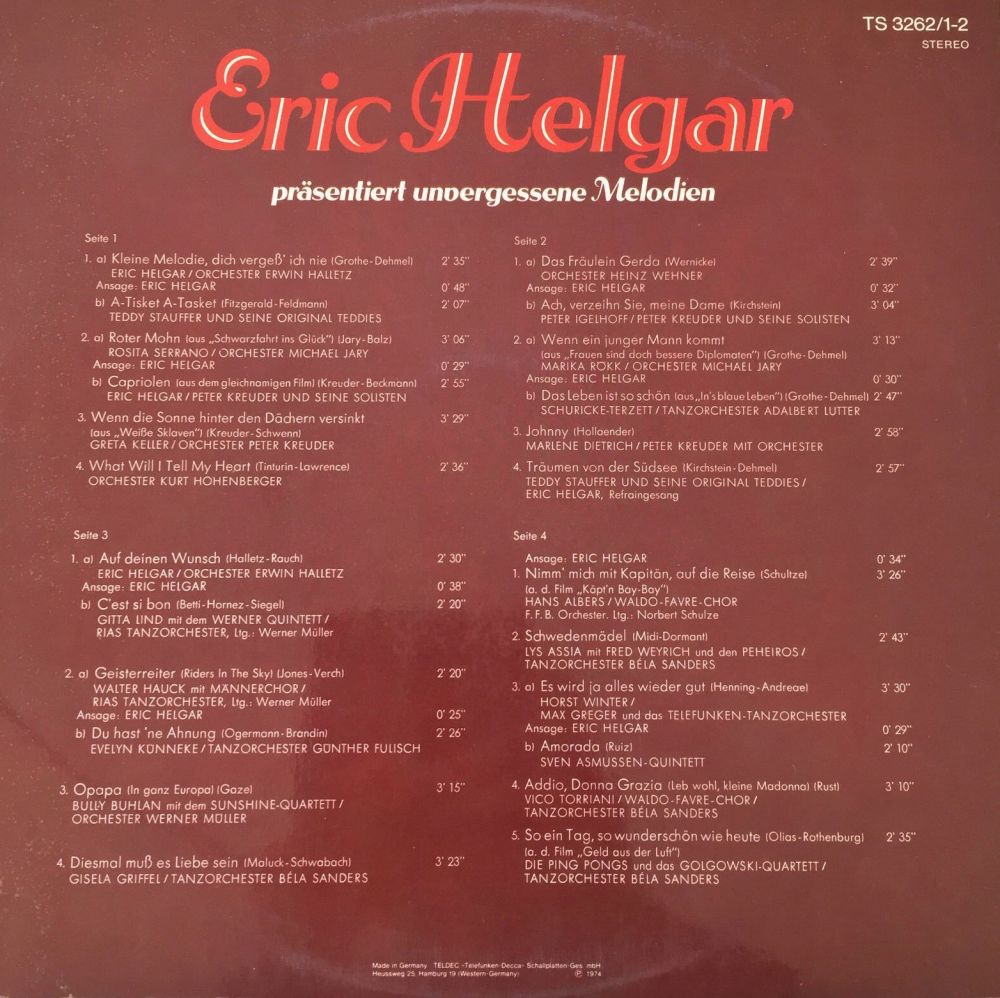 TS 3262/1-2
STEREO
Eric Helgar
präsentiert unvergessene Melodien
Seite 1
1. a) Kleine Melodie, dich vergeß' ich nie (Grothe-Dehmel) 2' 35"
ERIC HELGAR/ORCHESTER ERWIN HALLETZ
Ansage: ERIC HELGAR 0' 48"
b) A-Tisket A-Tasket (Fitzgerald-Feldmann) 2' 07"
TEDDY STAUFFER UND SEINE ORIGINAL TEDDIES
2. a) Roter Mohn (aus „Schwarzfahrt ins Glück") (Jary-Balz) 3' 06"
ROSITA SERRANO/ORCHESTER MICHAEL JARY
Ansage: ERIC HELGAR 0' 29"
b) Capriolen (aus dem gleichnamigen Film) (Kreuder-Beckmann) 2' 55"
ERIC HELGAR/PETER KREUDER UND SEINE SOLISTEN
3. Wenn die Sonne hinter den Dächern versinkt 3' 29"
(aus „Weiße Sklaven") (Kreuder-Schwenn)
GRETA KELLER/ORCHESTER PETER KREUDER
4. What Will I Tell My Heart (Tinturin-Lawrence) 2' 36"
ORCHESTER KURT HOHENBERGER
Seite 2
1. a) Das Fräulein Gerda (Wernicke) 2' 39"
ORCHESTER HEINZ WEHNER
Ansage: ERIC HELGAR 0' 32"
b) Ach, verzeihn Sie, meine Dame (Kirchstein) 3' 04"
PETER IGELHOFF/PETER KREUDER UND SEINE SOLISTEN
2. a) Wenn ein junger Mann kommt 3' 13"
(aus „Frauen sind doch bessere Diplomaten") (Grothe-Dehmel)
MARIKA RÖKK/ORCHESTER MICHAEL JARY
Ansage: ERIC HELGAR 0' 30"
b) Das Leben ist so schön (aus „In's blaue Leben") (Grothe-Dehmel) 2' 47"
SCHURICKE-TERZETT/TANZORCHESTER ADALBERT LUTTER
3. Johnny (Hollaender) 2' 58"
MARLENE DIETRICH/PETER KREUDER MIT ORCHESTER
4. Träumen von der Südsee (Kirchstein-Dehmel) 2' 57"
TEDDY STAUFFER UND SEINE ORIGINAL TEDDIES/
ERIC HELGAR, Refraingesang
Seite 3
1. a) Auf deinen Wunsch (Halletz-Rauch) 2' 30"
ERIC HELGAR/ORCHESTER ERWIN HALLETZ
Ansage: ERIC HELGAR 0' 38"
b) C'est si bon (Betti-Hornez-Siegel) 2' 20"
GITTA LIND mit dem WERNER QUINTETT/
RIAS TANZORCHESTER, Ltg.: Werner Müller
2. a) Geisterreiter (Riders In The Sky) (Jones-Verch) 2' 20"
WALTER HAUCK mit MÄNNERCHOR/
RIAS TANZORCHESTER, Ltg.: Werner Müller
Ansage: ERIC HELGAR 0' 25"
b) Du hast 'ne Ahnung (Ogermann-Brandin) 2' 26"
EVELYN KÜNNEKE/TANZORCHESTER GÜNTHER FULISCH
3. Opapa (In ganz Europa) (Gaze) 3' 15"
BULLY BUHLAN mit dem SUNSHINE-QUARTETT/
ORCHESTER WERNER MÜLLER
4. Diesmal muß es Liebe sein (Maluck-Schwabach) 3' 23"
GISELA GRIFFEL/TANZORCHESTER BÉLA SANDERS
Seite 4
Ansage: ERIC HELGAR 0' 34"
1. Nimm' mich mit Kapitän, auf die Reise (Schultze) 3' 26"
(a. d. Film „Käpt'n Bay-Bay")
HANS ALBERS/WALDO-FAVRE-CHOR
F. F. B. Orchester. Ltg.: Norbert Schulze
2. Schwedenmädel (Midi-Dormant) 2' 43"
LYS ASSIA mit FRED WEYRICH und den PEHEIROS/
TANZORCHESTER BÉLA SANDERS
3. a) Es wird ja alles wieder gut (Henning-Andreae) 3' 30"
HORST WINTER/
MAX GREGER und das TELEFUNKEN-TANZORCHESTER
Ansage: ERIC HELGAR 0' 29"
b) Amorada (Ruiz) 2' 10"
SVEN ASMUSSEN-QUINTETT
4. Addio, Donna Grazia (Leb wohl, kleine Madonna) (Rust) 3' 10"
VICO TORRIANI/WALDO-FAVRE-CHOR/
TANZORCHESTER BÉLA SANDERS
5. So ein Tag, so wunderschön wie heute (Olias-Rothenburg) 2' 35"
(a. d. Film „Geld aus der Luft")
DIE PING PONGS und das GOLGOWSKI-QUARTETT/
TANZORCHESTER BÉLA SANDERS
Made in Germany TELDEC »Telefunken-Decca« Schallplatten-Ges. mbH
Heussweg 25, Hamburg 19 (Western-Germany) Ⓟ 1974